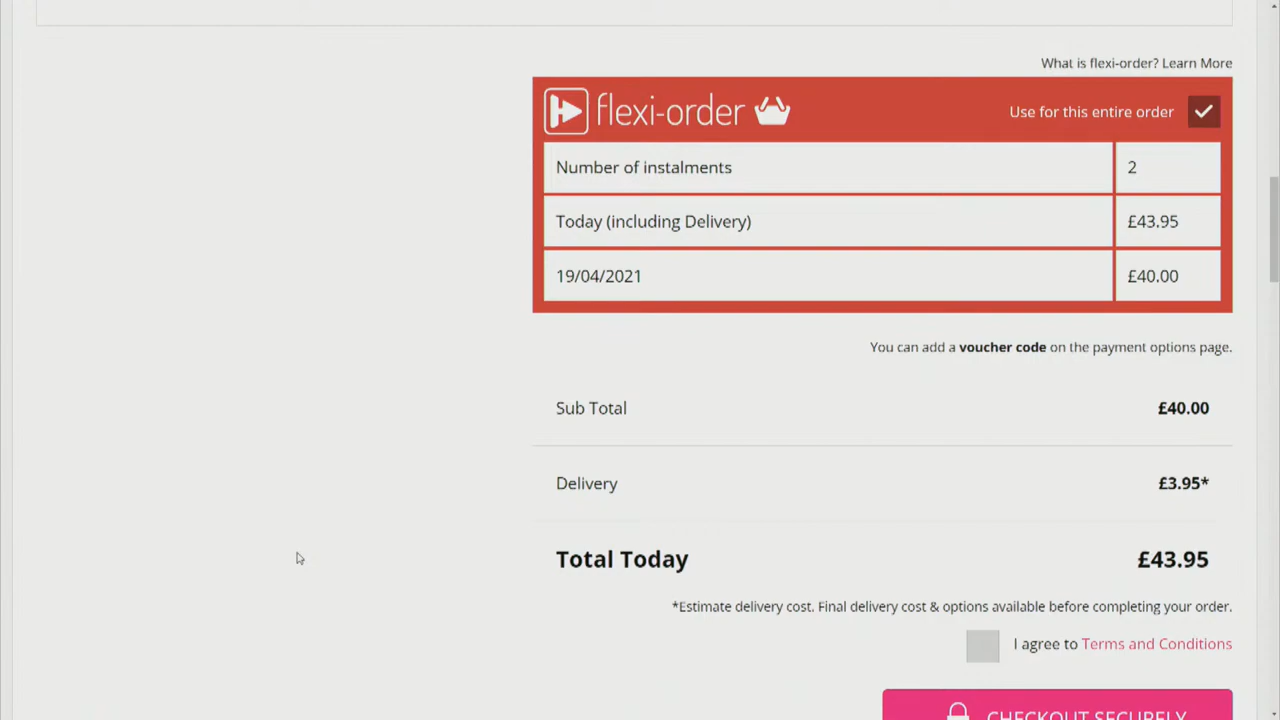 What is flexi-order? Learn More
flexi-order
Use for this entire order
Number of instalments 2
Today (including Delivery) £43.95
19/04/2021 £40.00
You can add a voucher code on the payment options page.
Sub Total £40.00
Delivery £3.95*
Total Today £43.95
*Estimate delivery cost. Final delivery cost & options available before completing your order.
I agree to Terms and Conditions
CHECKOUT SECURELY